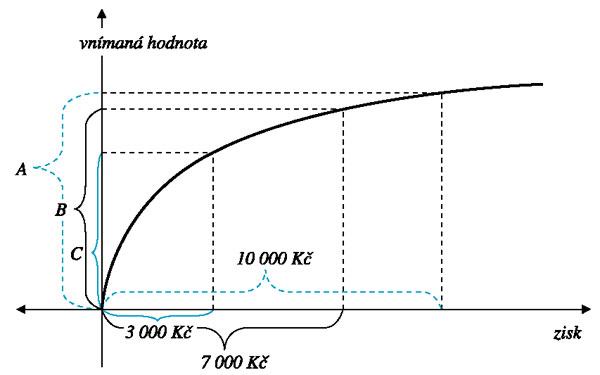 vnímaná hodnota
A
B
C
10 000 Kč
3 000 Kč
zisk
7 000 Kč